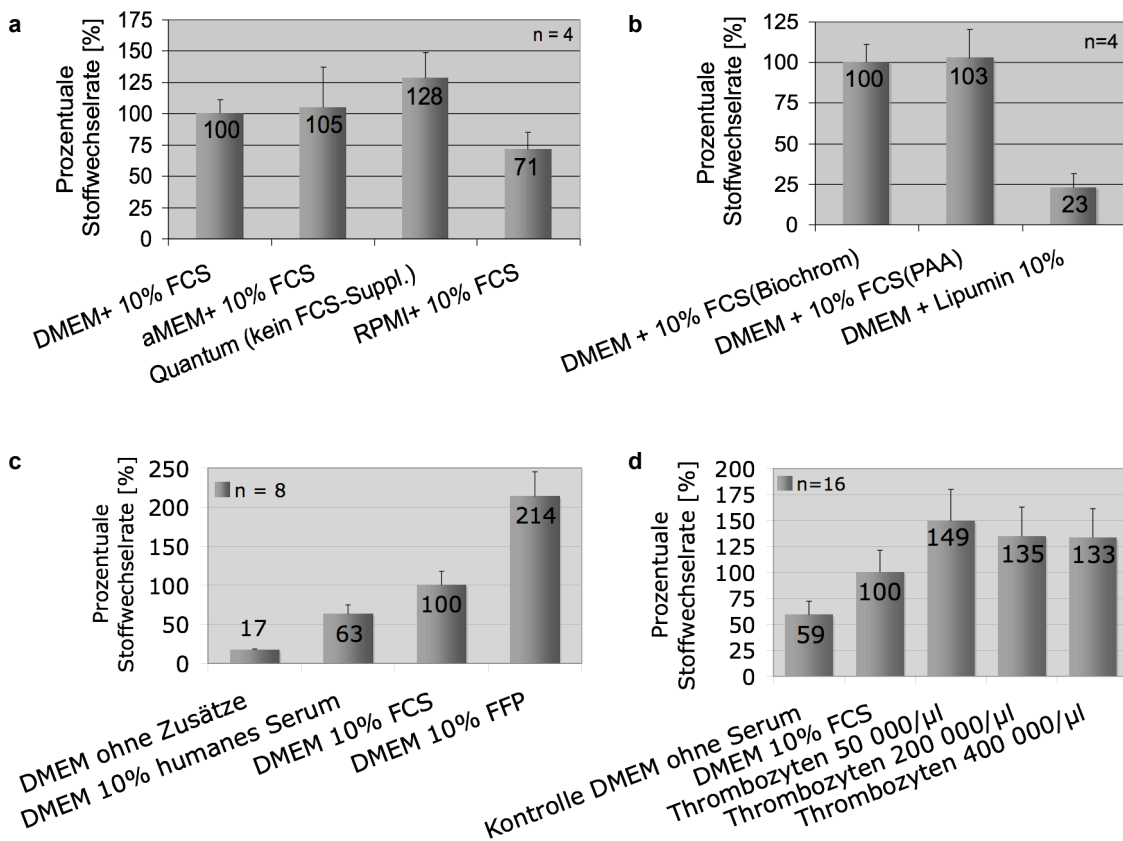 a
Prozentuale
Stoffwechselrate [%]
175
150
125
100
75
50
25
0
n = 4
100
105
128
71
DMEM+ 10% FCS
aMEM+ 10% FCS
Quantum (kein FCS-Suppl.)
RPMI+ 10% FCS
b
Prozentuale
Stoffwechselrate [%]
125
100
75
50
25
0
n=4
100
103
23
DMEM + 10% FCS(Biochrom)
DMEM + 10% FCS(PAA)
DMEM + Lipumin 10%
c
Prozentuale
Stoffwechselrate [%]
250
200
150
100
50
0
n = 8
17
63
100
214
DMEM ohne Zusätze
DMEM 10% humanes Serum
DMEM 10% FCS
DMEM 10% FFP
d
Prozentuale
Stoffwechselrate [%]
200
175
150
125
100
75
50
25
0
n=16
59
100
149
135
133
Kontrolle DMEM ohne Serum
DMEM 10% FCS
Thrombozyten 50 000/µl
Thrombozyten 200 000/µl
Thrombozyten 400 000/µl